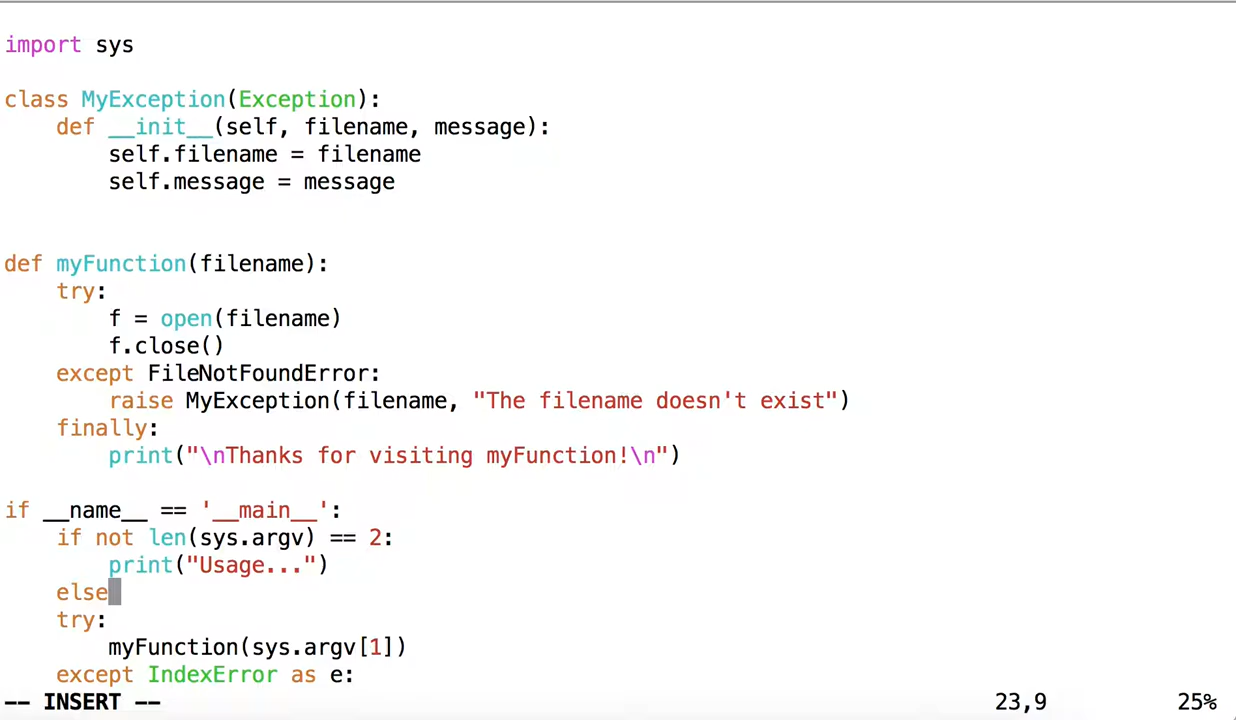 import sys
class MyException(Exception):
    def __init__(self, filename, message):
        self.filename = filename
        self.message = message
def myFunction(filename):
    try:
        f = open(filename)
        f.close()
    except FileNotFoundError:
        raise MyException(filename, "The filename doesn't exist")
    finally:
        print("\nThanks for visiting myFunction!\n")
if __name__ == '__main__':
    if not len(sys.argv) == 2:
        print("Usage...")
    else
    try:
        myFunction(sys.argv[1])
    except IndexError as e:
-- INSERT -- 23,9 25%